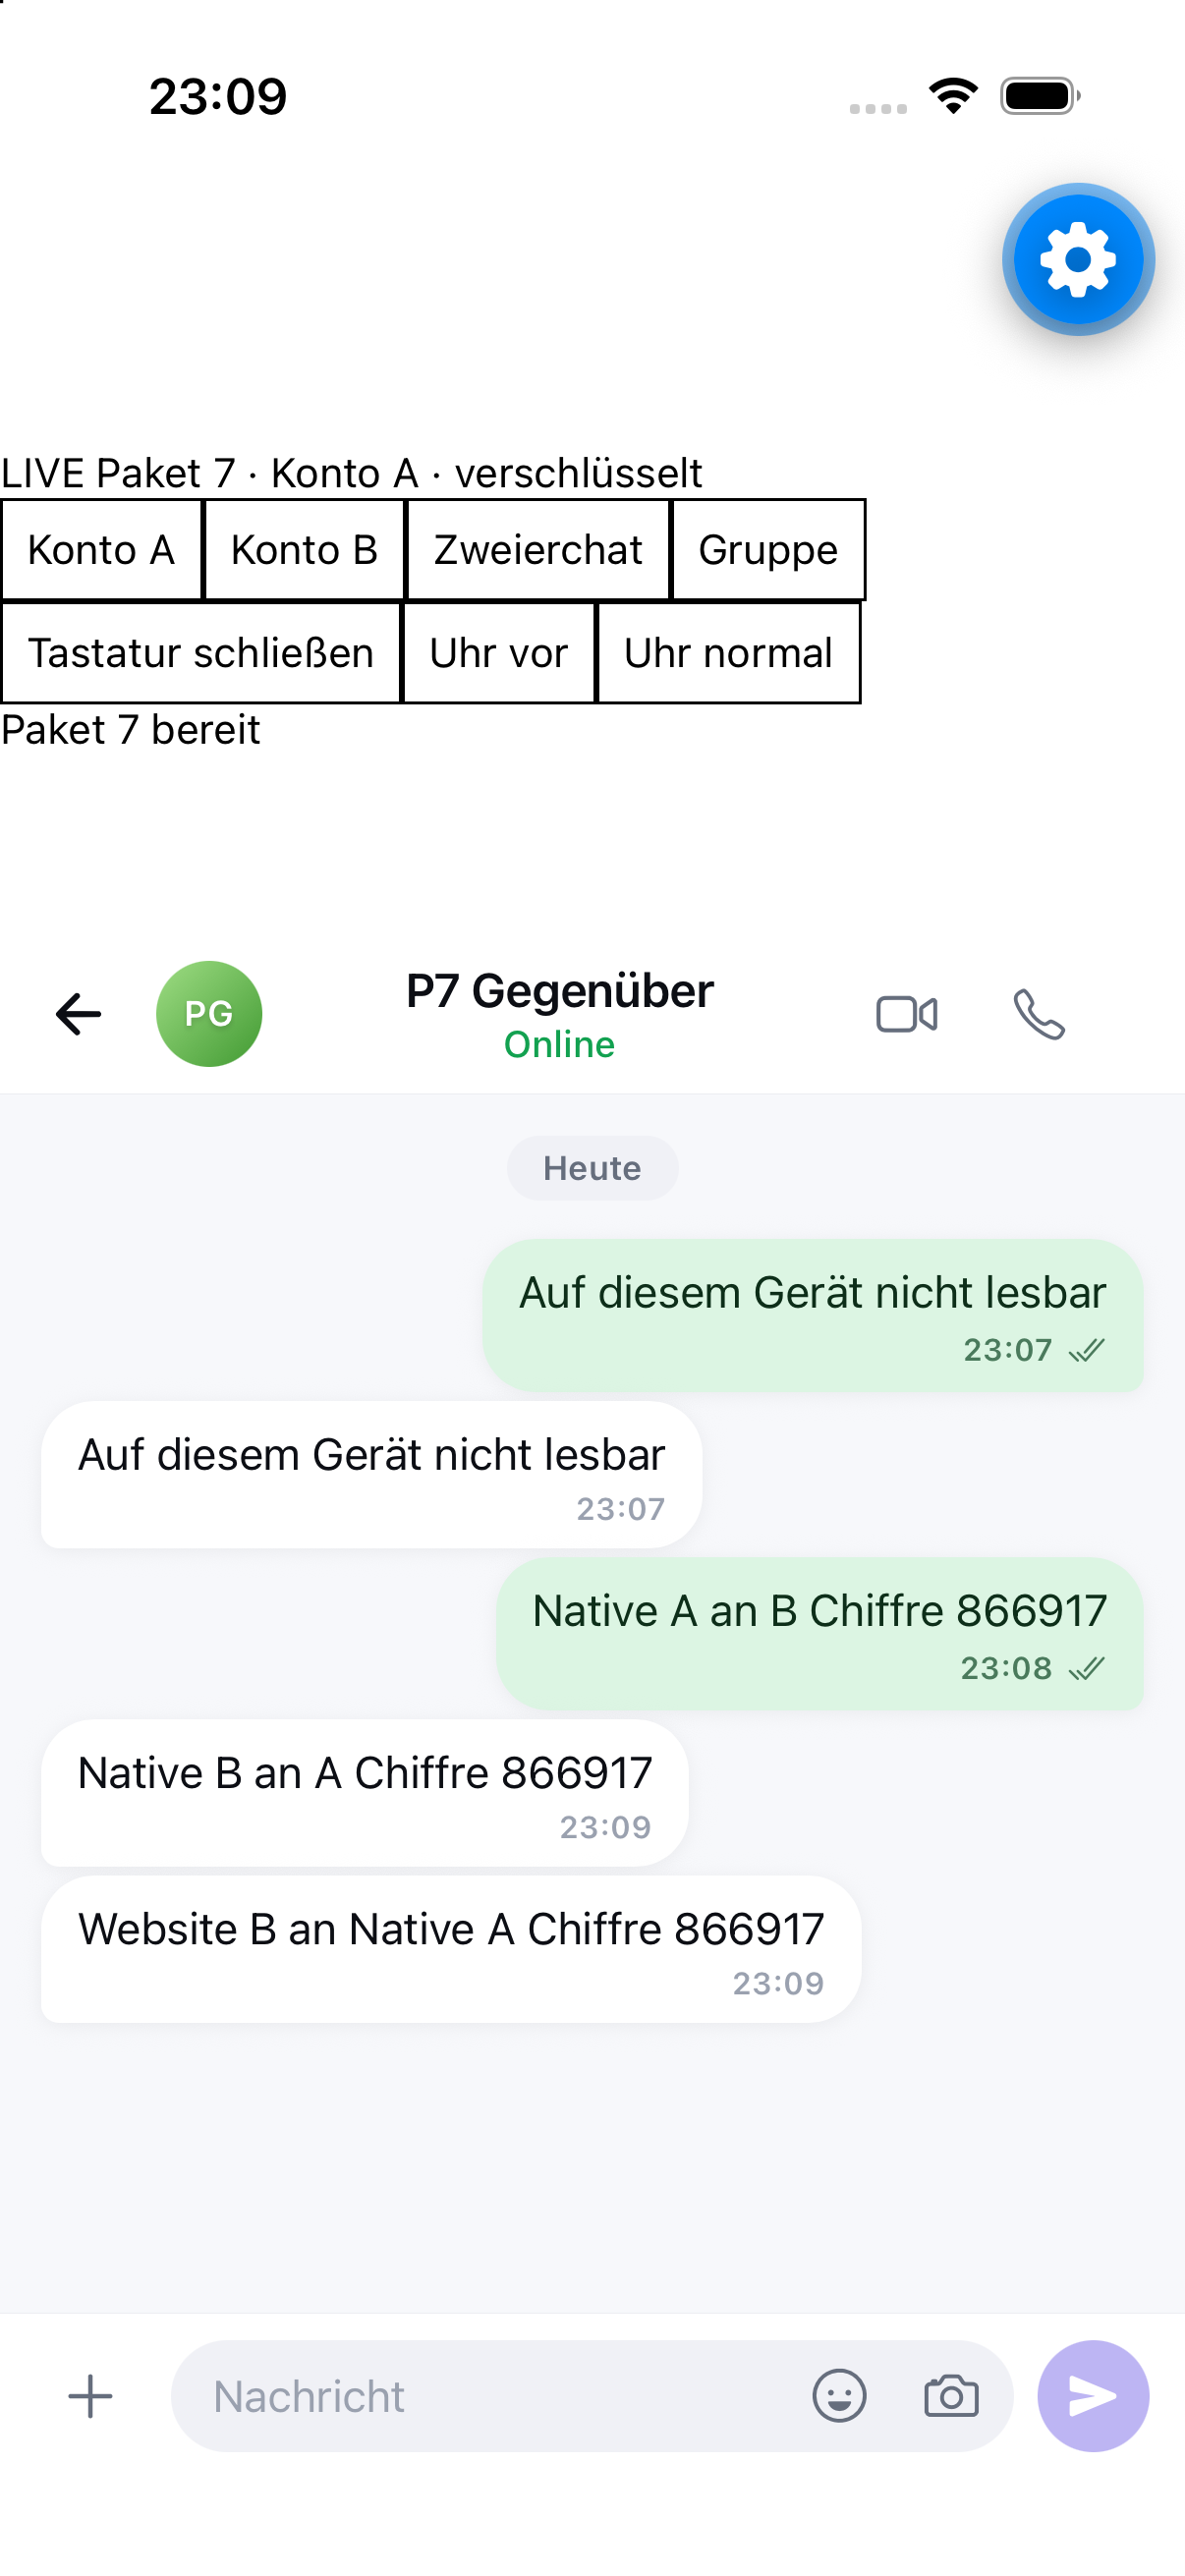 23:09
LIVE Paket 7 · Konto A · verschlüsselt
Konto A Konto B Zweierchat Gruppe
Tastatur schließen Uhr vor Uhr normal
Paket 7 bereit
PG
P7 Gegenüber
Online
Heute
Auf diesem Gerät nicht lesbar
23:07
Auf diesem Gerät nicht lesbar
23:07
Native A an B Chiffre 866917
23:08
Native B an A Chiffre 866917
23:09
Website B an Native A Chiffre 866917
23:09
Nachricht